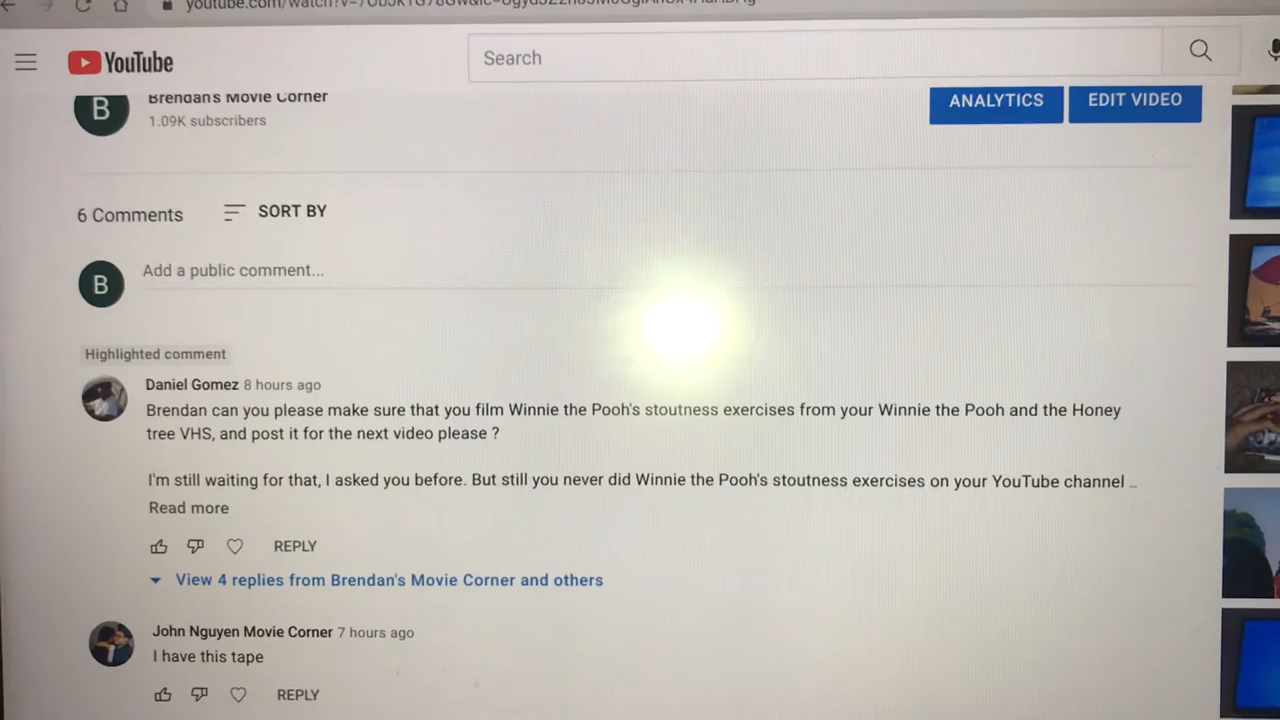 YouTube
Search
Brendan's Movie Corner
1.09K subscribers
ANALYTICS
EDIT VIDEO
6 Comments
SORT BY
B
B
Add a public comment...
Highlighted comment
Daniel Gomez 8 hours ago
Brendan can you please make sure that you film Winnie the Pooh's stoutness exercises from your Winnie the Pooh and the Honey
tree VHS, and post it for the next video please ?
I'm still waiting for that, I asked you before. But still you never did Winnie the Pooh's stoutness exercises on your YouTube channel ...
Read more
REPLY
View 4 replies from Brendan's Movie Corner and others
John Nguyen Movie Corner 7 hours ago
I have this tape
REPLY